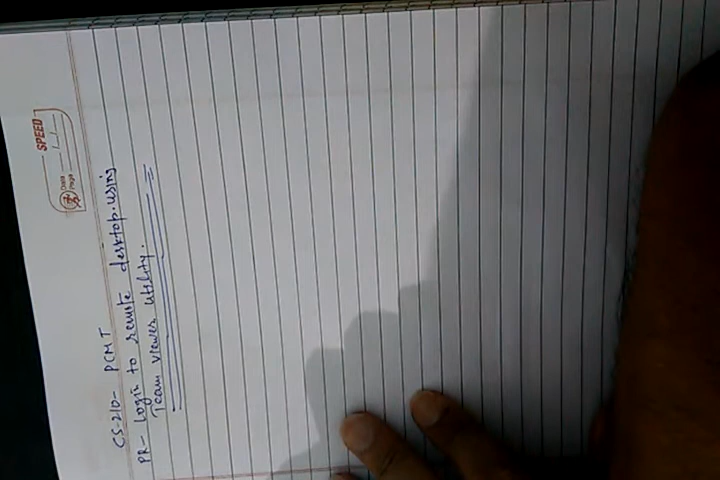 SPEED
Date
Page
CS-210- PCMT
PR- Login to remote desktop using
Team viewer utility.